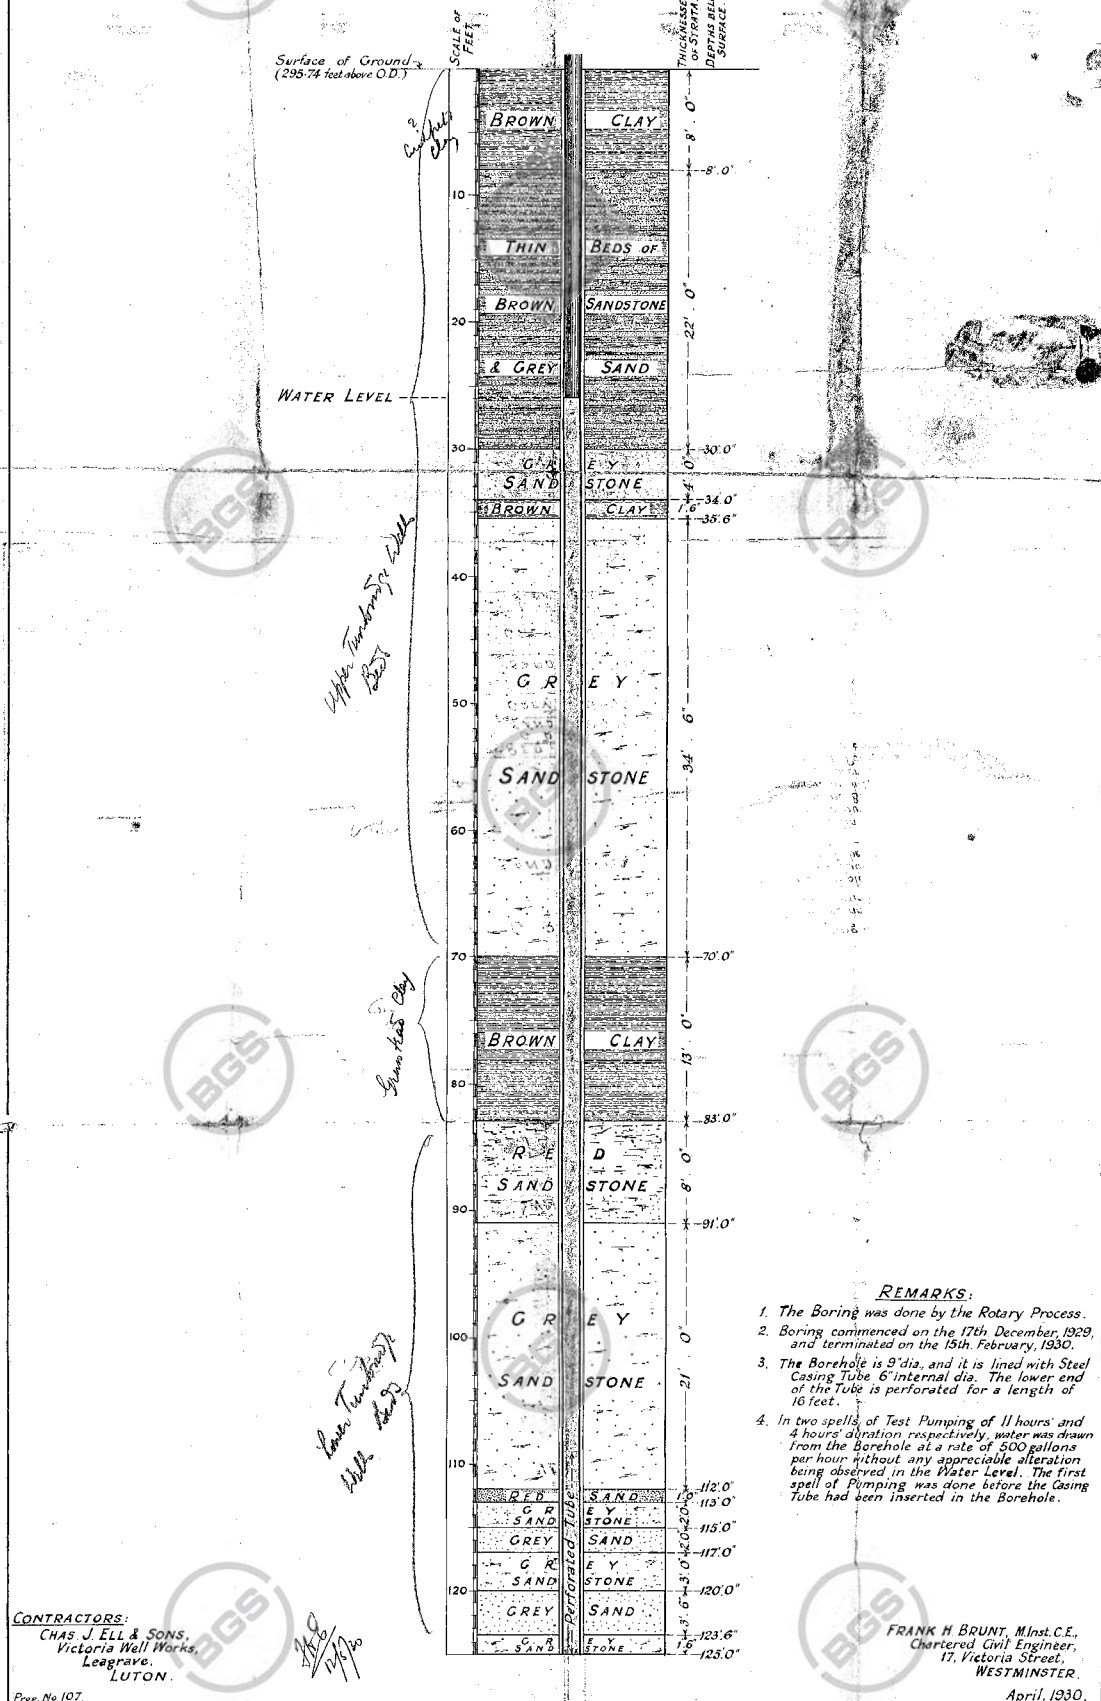 SCALE OF
FEET.
THICKNESSES
OF STRATA.
DEPTHS BELOW
SURFACE.
Surface of Ground
(295·74 feet above O.D.)
BROWN CLAY
8'. 0"
8'.0"
10
THIN BEDS OF
BROWN SANDSTONE
20
& GREY SAND
22' 0"
WATER LEVEL
30
30'.0"
GREY
SANDSTONE
4'. 0"
34'.0"
BROWN CLAY
1'.6"
35'.6"
Upper Tunbridge Wells
Beds
40
GREY
50
SANDSTONE
34'. 6"
60
70
70'.0"
Grinstead Clay
BROWN CLAY
13'. 0"
80
83'.0"
RED
SANDSTONE
8' 0"
90
91'.0"
GREY
100
SANDSTONE
21' 0"
Lower Tunbridge
Wells Beds
110
112'.0"
RED SAND
1'.0"
113'.0"
GREY
SANDSTONE
2'.0"
115'.0"
GREY SAND
2'.0"
117'.0"
GREY
SANDSTONE
3'.0"
120
120'.0"
GREY SAND
3'. 6"
123'.6"
GREY
SANDSTONE
1'.6"
125'.0"
Perforated Tube
REMARKS:
1. The Boring was done by the Rotary Process.
2. Boring commenced on the 17th. December, 1929,
and terminated on the 15th. February, 1930.
3. The Borehole is 9" dia., and it is lined with Steel
Casing Tube 6" internal dia. The lower end
of the Tube is perforated for a length of
16 feet.
4. In two spells of Test Pumping of 11 hours' and
4 hours' duration respectively, water was drawn
from the Borehole at a rate of 500 gallons
per hour without any appreciable alteration
being observed in the Water Level. The first
spell of Pumping was done before the Casing
Tube had been inserted in the Borehole.
CONTRACTORS:
CHAS. J. ELL & SONS,
Victoria Well Works,
Leagrave,
LUTON.
FRANK H. BRUNT, M.Inst.C.E.,
Chartered Civil Engineer,
17, Victoria Street,
WESTMINSTER.
April, 1930.
Prog. No. 107.
BGS
BGS
BGS
BGS
BGS
BGS
BGS
BGS